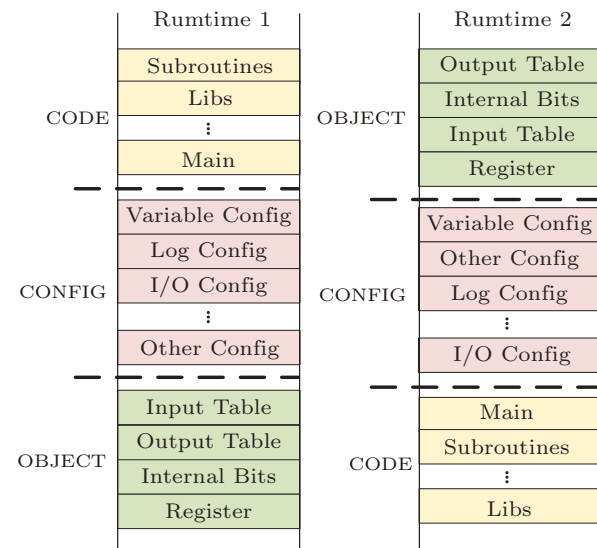 Rumtime 1
CODE
Subroutines
Libs
⋮
Main
CONFIG
Variable Config
Log Config
I/O Config
⋮
Other Config
OBJECT
Input Table
Output Table
Internal Bits
Register
Rumtime 2
OBJECT
Output Table
Internal Bits
Input Table
Register
CONFIG
Variable Config
Other Config
Log Config
⋮
I/O Config
CODE
Main
Subroutines
⋮
Libs